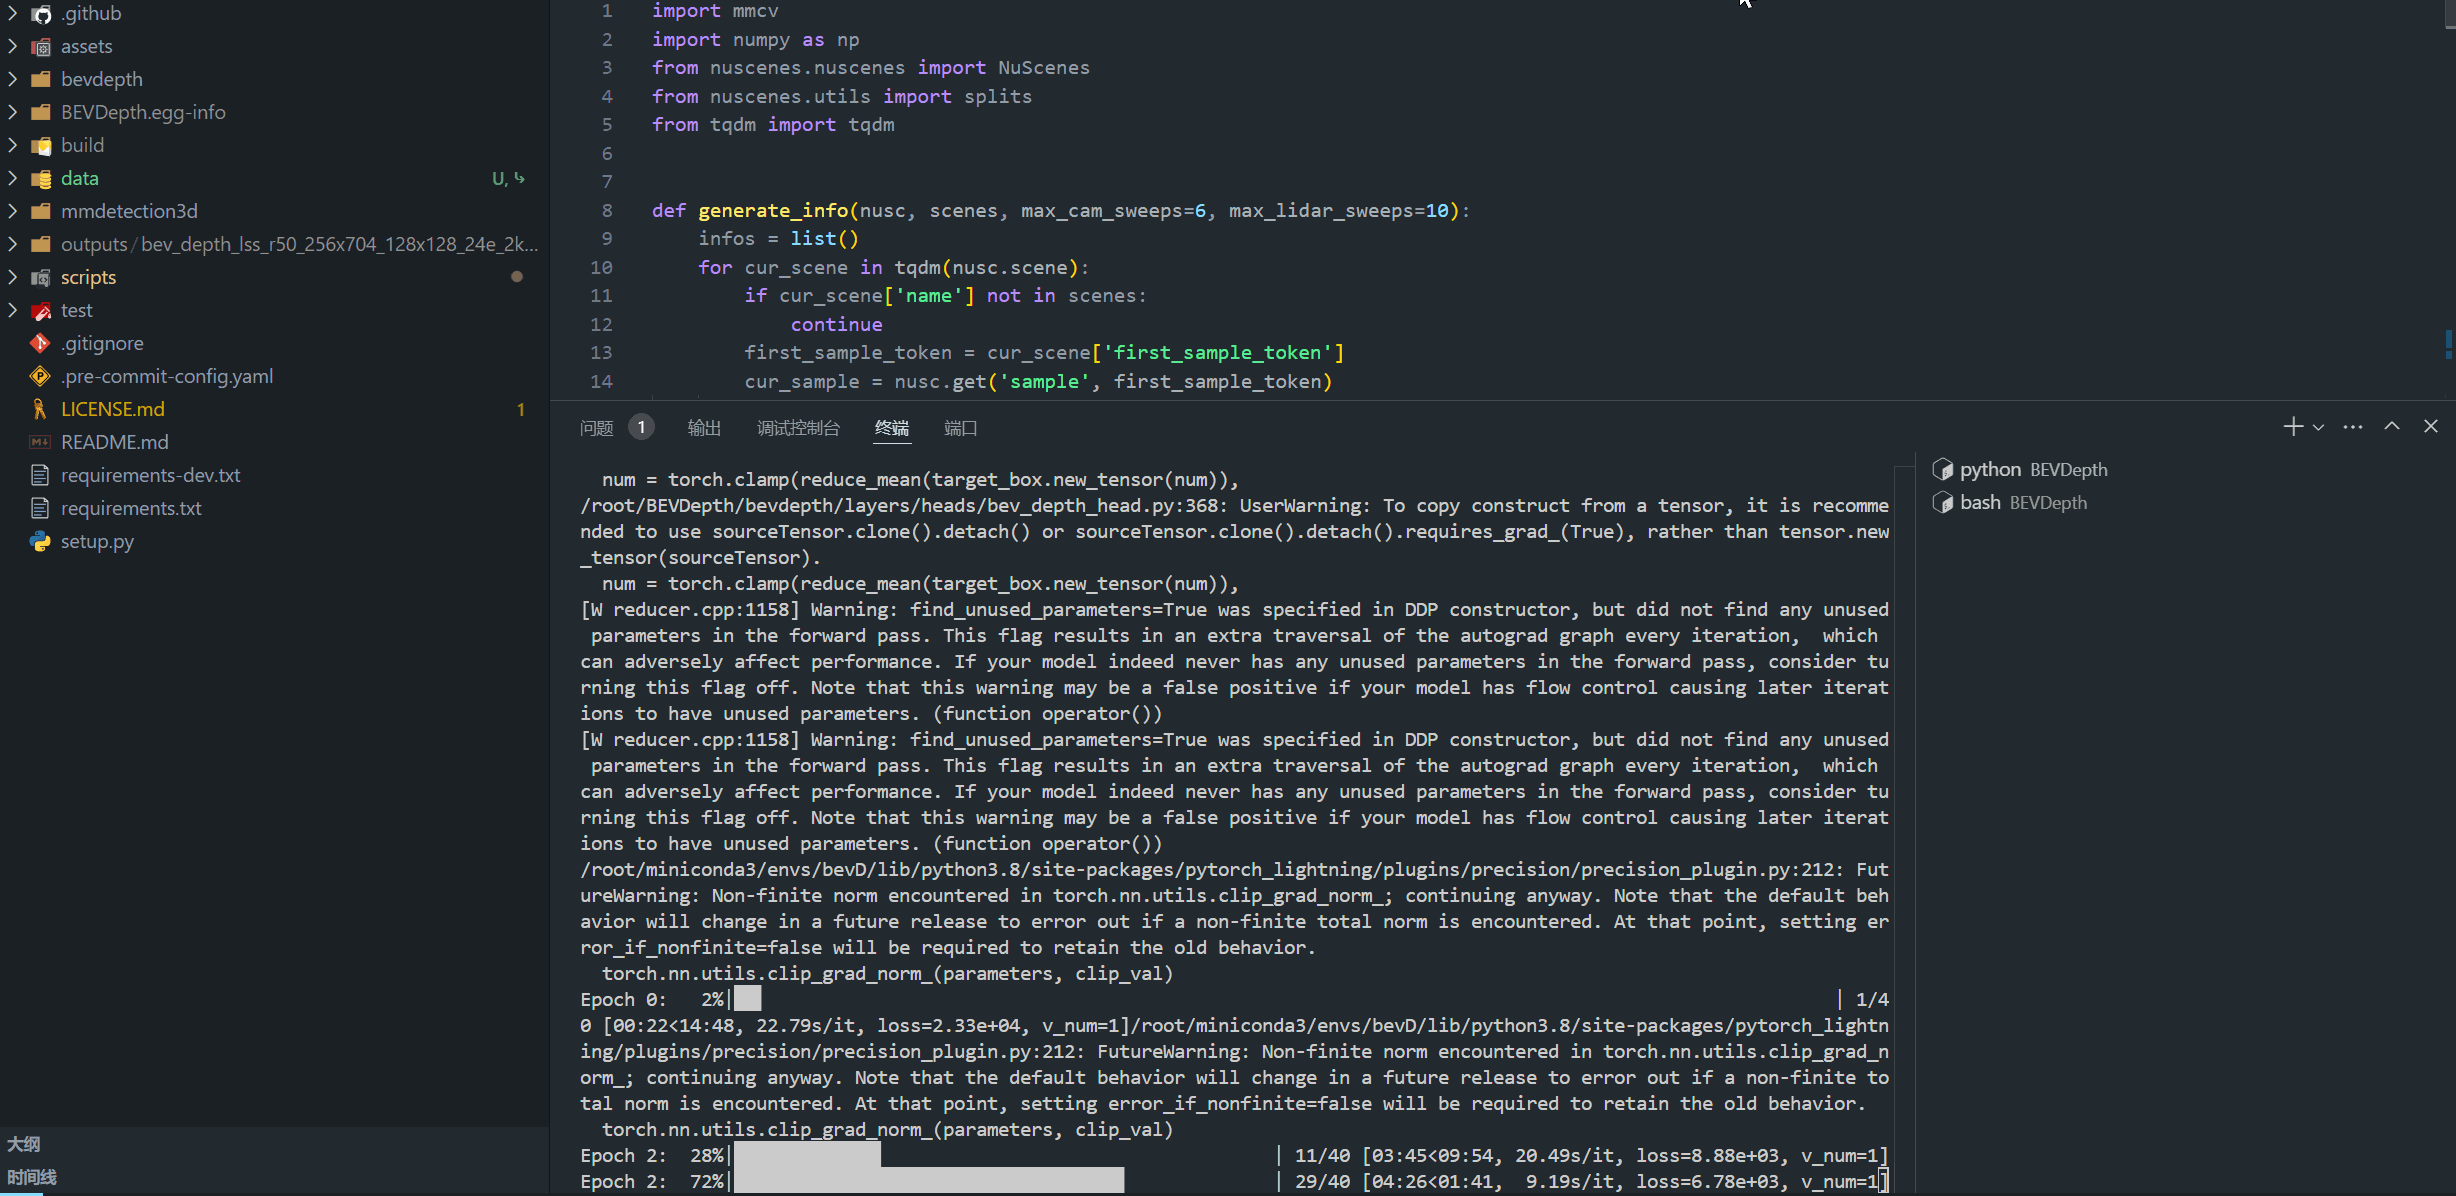 .github
assets
bevdepth
BEVDepth.egg-info
build
data U,
mmdetection3d
outputs/bev_depth_lss_r50_256x704_128x128_24e_2k...
scripts
test
.gitignore
.pre-commit-config.yaml
LICENSE.md 1
README.md
requirements-dev.txt
requirements.txt
setup.py
大纲
时间线
1 import mmcv
2 import numpy as np
3 from nuscenes.nuscenes import NuScenes
4 from nuscenes.utils import splits
5 from tqdm import tqdm
6
7
8 def generate_info(nusc, scenes, max_cam_sweeps=6, max_lidar_sweeps=10):
9     infos = list()
10     for cur_scene in tqdm(nusc.scene):
11         if cur_scene['name'] not in scenes:
12             continue
13         first_sample_token = cur_scene['first_sample_token']
14         cur_sample = nusc.get('sample', first_sample_token)
问题 1 输出 调试控制台 终端 端口
  num = torch.clamp(reduce_mean(target_box.new_tensor(num)),
/root/BEVDepth/bevdepth/layers/heads/bev_depth_head.py:368: UserWarning: To copy construct from a tensor, it is recomme
nded to use sourceTensor.clone().detach() or sourceTensor.clone().detach().requires_grad_(True), rather than tensor.new
_tensor(sourceTensor).
  num = torch.clamp(reduce_mean(target_box.new_tensor(num)),
[W reducer.cpp:1158] Warning: find_unused_parameters=True was specified in DDP constructor, but did not find any unused
 parameters in the forward pass. This flag results in an extra traversal of the autograd graph every iteration,  which
can adversely affect performance. If your model indeed never has any unused parameters in the forward pass, consider tu
rning this flag off. Note that this warning may be a false positive if your model has flow control causing later iterat
ions to have unused parameters. (function operator())
[W reducer.cpp:1158] Warning: find_unused_parameters=True was specified in DDP constructor, but did not find any unused
 parameters in the forward pass. This flag results in an extra traversal of the autograd graph every iteration,  which
can adversely affect performance. If your model indeed never has any unused parameters in the forward pass, consider tu
rning this flag off. Note that this warning may be a false positive if your model has flow control causing later iterat
ions to have unused parameters. (function operator())
/root/miniconda3/envs/bevD/lib/python3.8/site-packages/pytorch_lightning/plugins/precision/precision_plugin.py:212: Fut
ureWarning: Non-finite norm encountered in torch.nn.utils.clip_grad_norm_; continuing anyway. Note that the default beh
avior will change in a future release to error out if a non-finite total norm is encountered. At that point, setting er
ror_if_nonfinite=false will be required to retain the old behavior.
  torch.nn.utils.clip_grad_norm_(parameters, clip_val)
Epoch 0:   2%| | 1/4
0 [00:22<14:48, 22.79s/it, loss=2.33e+04, v_num=1]/root/miniconda3/envs/bevD/lib/python3.8/site-packages/pytorch_lightn
ing/plugins/precision/precision_plugin.py:212: FutureWarning: Non-finite norm encountered in torch.nn.utils.clip_grad_n
orm_; continuing anyway. Note that the default behavior will change in a future release to error out if a non-finite to
tal norm is encountered. At that point, setting error_if_nonfinite=false will be required to retain the old behavior.
  torch.nn.utils.clip_grad_norm_(parameters, clip_val)
Epoch 2:  28%| | 11/40 [03:45<09:54, 20.49s/it, loss=8.88e+03, v_num=1]
Epoch 2:  72%| | 29/40 [04:26<01:41,  9.19s/it, loss=6.78e+03, v_num=1]
python BEVDepth
bash BEVDepth